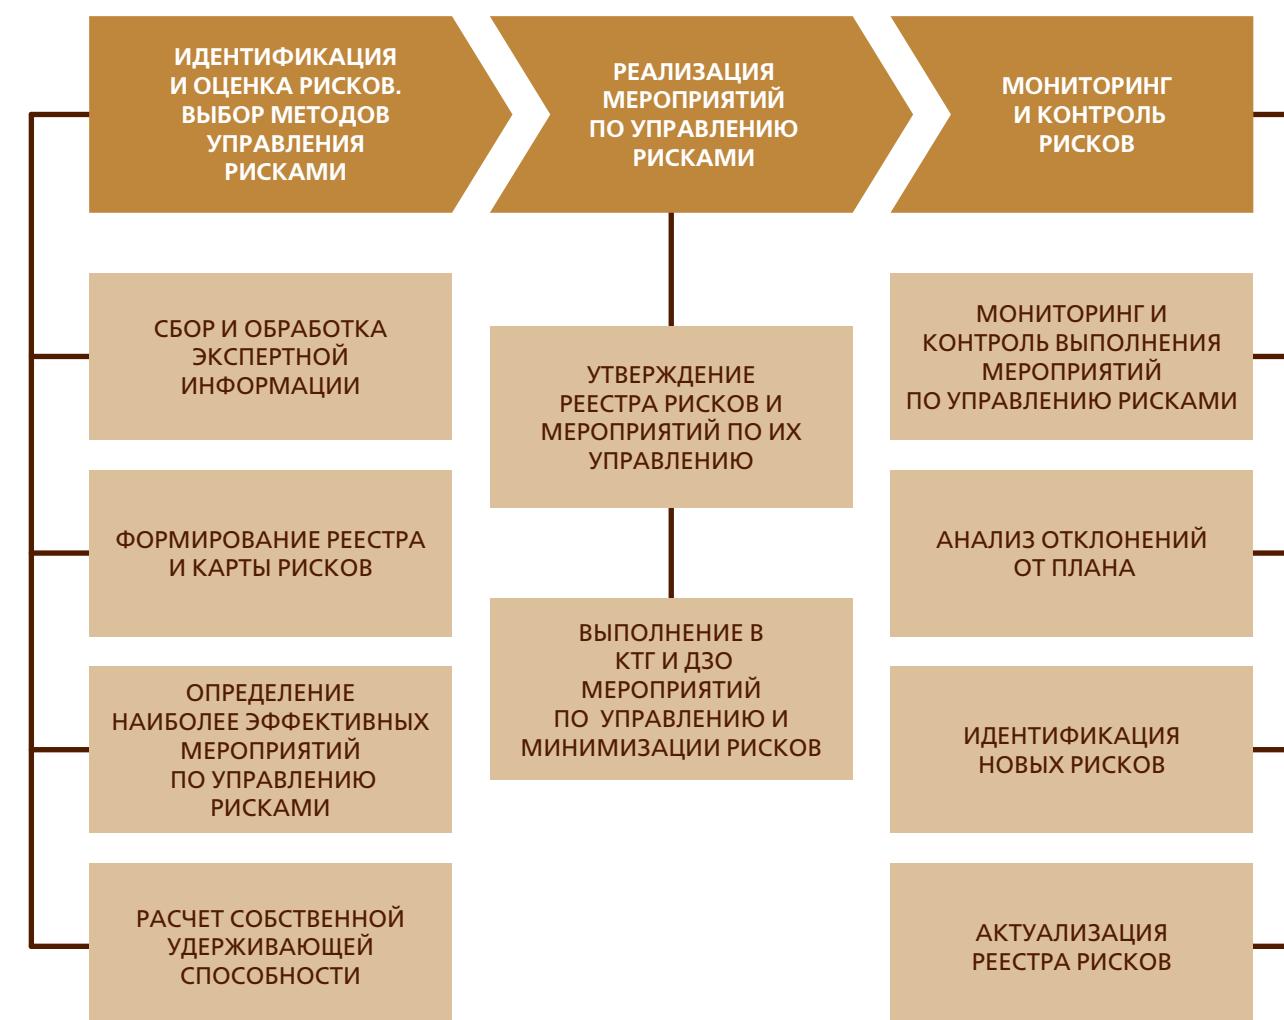 ИДЕНТИФИКАЦИЯ
И ОЦЕНКА РИСКОВ.
ВЫБОР МЕТОДОВ
УПРАВЛЕНИЯ
РИСКАМИ
РЕАЛИЗАЦИЯ
МЕРОПРИЯТИЙ
ПО УПРАВЛЕНИЮ
РИСКАМИ
МОНИТОРИНГ
И КОНТРОЛЬ
РИСКОВ
СБОР И ОБРАБОТКА
ЭКСПЕРТНОЙ
ИНФОРМАЦИИ
ФОРМИРОВАНИЕ РЕЕСТРА
И КАРТЫ РИСКОВ
ОПРЕДЕЛЕНИЕ
НАИБОЛЕЕ ЭФФЕКТИВНЫХ
МЕРОПРИЯТИЙ
ПО УПРАВЛЕНИЮ
РИСКАМИ
РАСЧЕТ СОБСТВЕННОЙ
УДЕРЖИВАЮЩЕЙ
СПОСОБНОСТИ
УТВЕРЖДЕНИЕ
РЕЕСТРА РИСКОВ И
МЕРОПРИЯТИЙ ПО ИХ
УПРАВЛЕНИЮ
ВЫПОЛНЕНИЕ В
КТГ И ДЗО
МЕРОПРИЯТИЙ
ПО УПРАВЛЕНИЮ И
МИНИМИЗАЦИИ РИСКОВ
МОНИТОРИНГ И
КОНТРОЛЬ ВЫПОЛНЕНИЯ
МЕРОПРИЯТИЙ
ПО УПРАВЛЕНИЮ РИСКАМИ
АНАЛИЗ ОТКЛОНЕНИЙ
ОТ ПЛАНА
ИДЕНТИФИКАЦИЯ
НОВЫХ РИСКОВ
АКТУАЛИЗАЦИЯ
РЕЕСТРА РИСКОВ